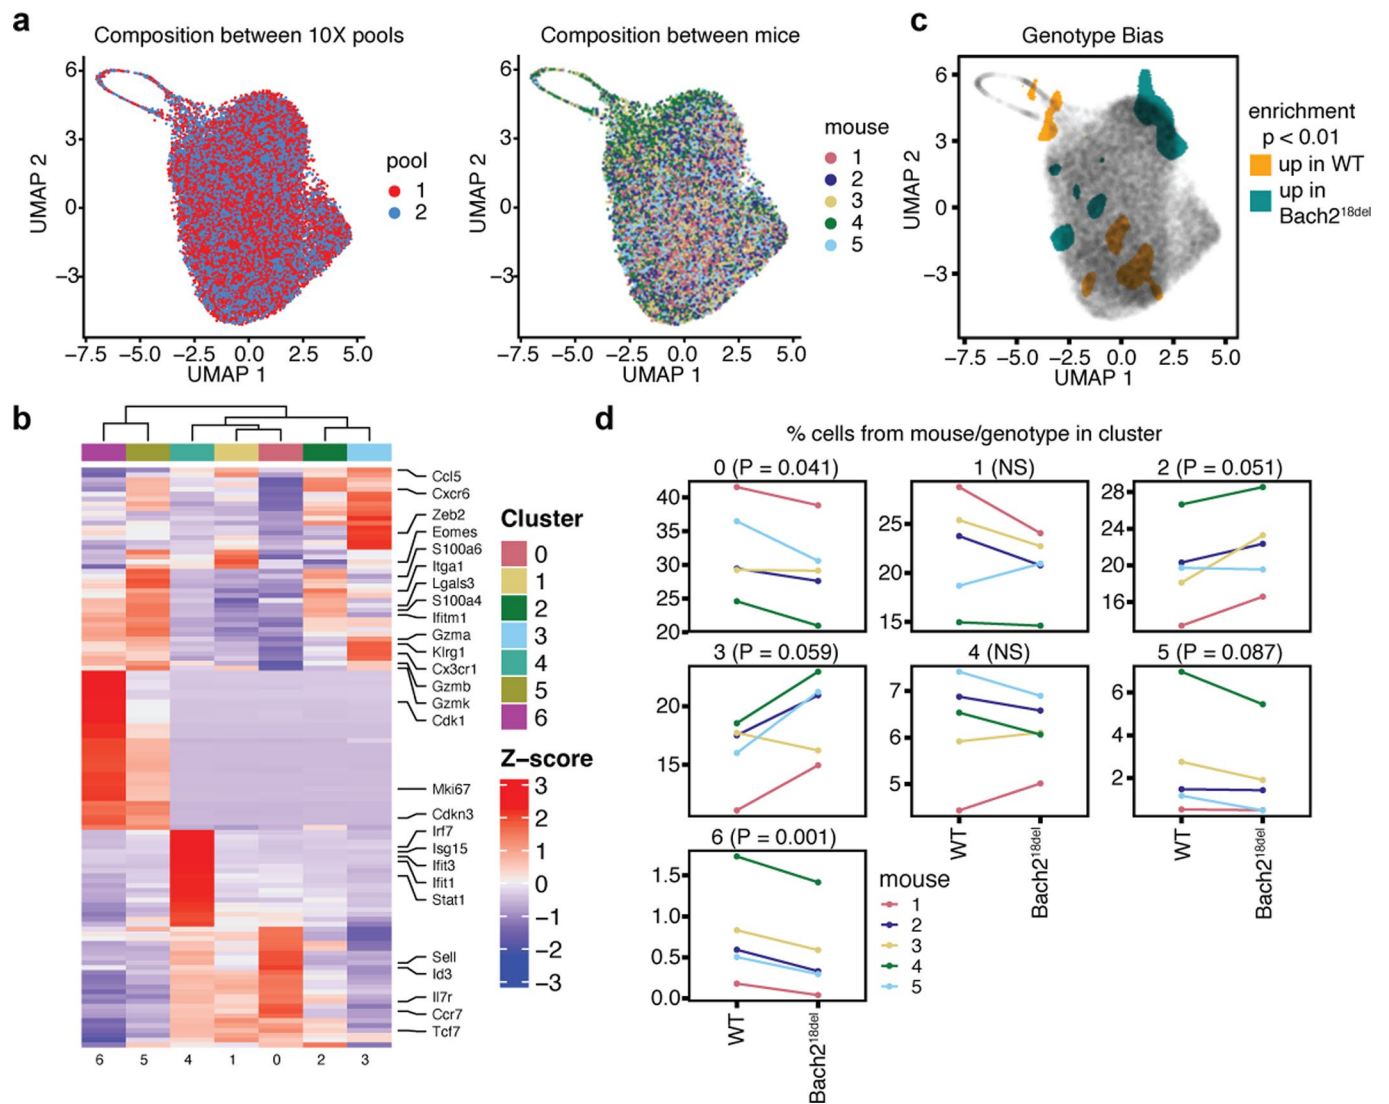 a
Composition between 10X pools
6
3
0
−3
UMAP 2
−7.5 −5.0 −2.5 0.0 2.5 5.0
UMAP 1
pool
1
2
Composition between mice
6
3
0
−3
UMAP 2
−7.5 −5.0 −2.5 0.0 2.5 5.0
UMAP 1
mouse
1
2
3
4
5
c
Genotype Bias
6
3
0
−3
UMAP 2
−7.5 −5.0 −2.5 0.0 2.5 5.0
UMAP 1
enrichment
p < 0.01
up in WT
up in
Bach2¹⁸ᵈᵉˡ
b
Ccl5
Cxcr6
Zeb2
Eomes
S100a6
Itga1
Lgals3
S100a4
Ifitm1
Gzma
Klrg1
Cx3cr1
Gzmb
Gzmk
Cdk1
Mki67
Cdkn3
Irf7
Isg15
Ifit3
Ifit1
Stat1
Sell
Id3
Il7r
Ccr7
Tcf7
6 5 4 1 0 2 3
Cluster
0
1
2
3
4
5
6
Z−score
3
2
1
0
−1
−2
−3
d
% cells from mouse/genotype in cluster
0 (P = 0.041)
40
35
30
25
20
1 (NS)
25
20
15
2 (P = 0.051)
28
24
20
16
3 (P = 0.059)
20
15
4 (NS)
7
6
5
WT
Bach2¹⁸ᵈᵉˡ
5 (P = 0.087)
6
4
2
WT
Bach2¹⁸ᵈᵉˡ
6 (P = 0.001)
1.5
1.0
0.5
0.0
WT
Bach2¹⁸ᵈᵉˡ
mouse
1
2
3
4
5